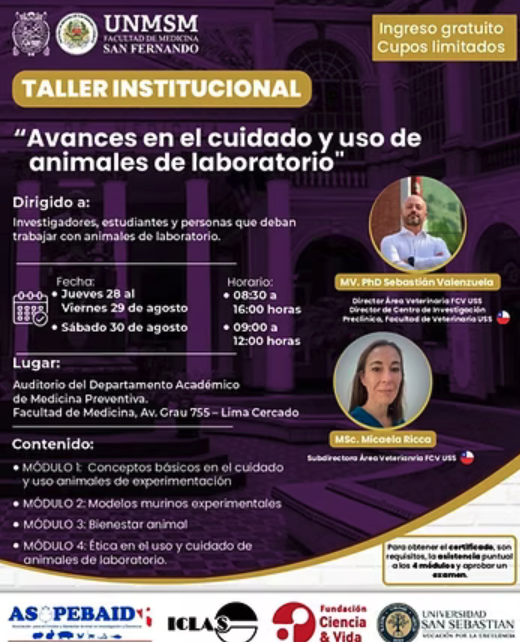 UNMSM
FACULTAD DE MEDICINA
SAN FERNANDO
Ingreso gratuito
Cupos limitados
TALLER INSTITUCIONAL
“Avances en el cuidado y uso de
animales de laboratorio"
Dirigido a:
Investigadores, estudiantes y personas que deban
trabajar con animales de laboratorio.
Fecha:
• Jueves 28 al
Viernes 29 de agosto
• Sábado 30 de agosto
Horario:
• 08:30 a
16:00 horas
• 09:00 a
12:00 horas
MV. PhD Sebastián Valenzuela
Director Área Veterinaria FCV USS
Director de Centro de Investigación
Preclínica, Facultad de Veterinaria USS
Lugar:
Auditorio del Departamento Académico
de Medicina Preventiva.
Facultad de Medicina, Av. Grau 755 – Lima Cercado
MSc. Micaela Ricca
Subdirectora Área Veterianria FCV USS
Contenido:
• MÓDULO 1: Conceptos básicos en el cuidado
y uso animales de experimentación
• MÓDULO 2: Modelos murinos experimentales
• MÓDULO 3: Bienestar animal
• MÓDULO 4: Ética en el uso y cuidado de
animales de laboratorio.
Para obtener el certificado, son
requisitos, la asistencia puntual
a los 4 módulos y aprobar un
examen.
ASOPEBAID
ICLAS
Fundación
Ciencia
& Vida
UNIVERSIDAD
SAN SEBASTIAN
VOCACIÓN POR LA EXCELENCIA